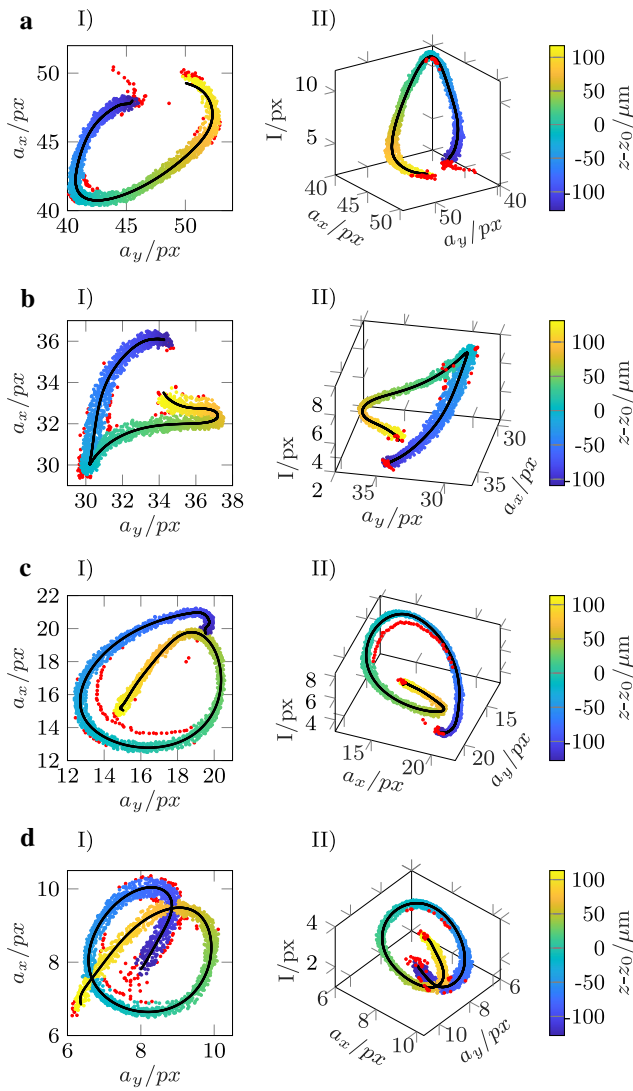 a I) II)
50
45
40
40 45 50
a_x/px
a_y/px
10
5
I/px
40
45
50
a_x/px
50
40
a_y/px
100
50
0
-50
-100
z-z_0/μm
b I) II)
36
34
32
30
30 32 34 36 38
a_x/px
a_y/px
8
6
4
2
I/px
35 30
a_y/px
30
35
a_x/px
100
50
0
-50
-100
z-z_0/μm
c I) II)
22
20
18
16
14
12
12 14 16 18 20
a_x/px
a_y/px
8
6
4
I/px
15
20
a_x/px
15
20
a_y/px
100
50
0
-50
-100
z-z_0/μm
d I) II)
10
8
6
6 8 10
a_x/px
a_y/px
4
2
I/px
6
8
10
a_x/px
6
8
10
a_y/px
100
50
0
-50
-100
z-z_0/μm